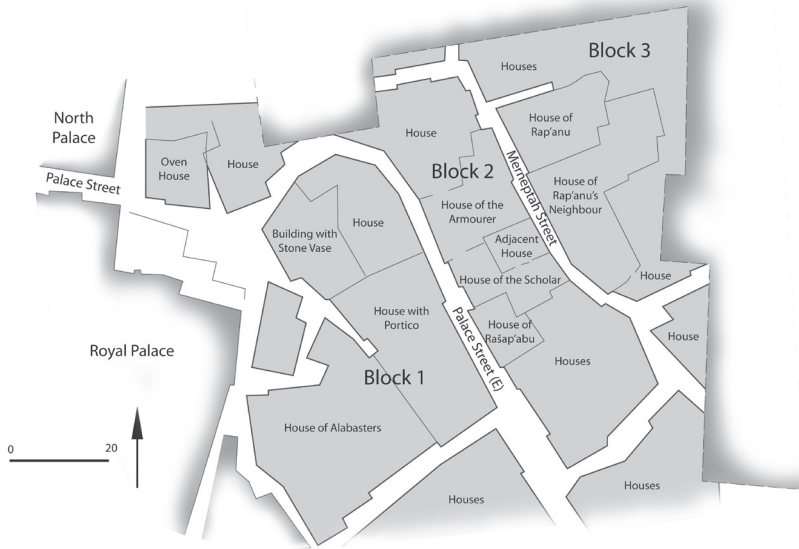 Block 3
Houses
North
Palace
House of
Rap'anu
House
Oven
House
House
Block 2
Merneptah Street
Palace Street
House of
Rap'anu's
Neighbour
House of the
Armourer
House
Building with
Stone Vase
Adjacent
House
House
House of the Scholar
House with
Portico
Palace Street (E)
House of
Rašap'abu
House
Royal Palace
Houses
Block 1
House of Alabasters
0 20
Houses
Houses